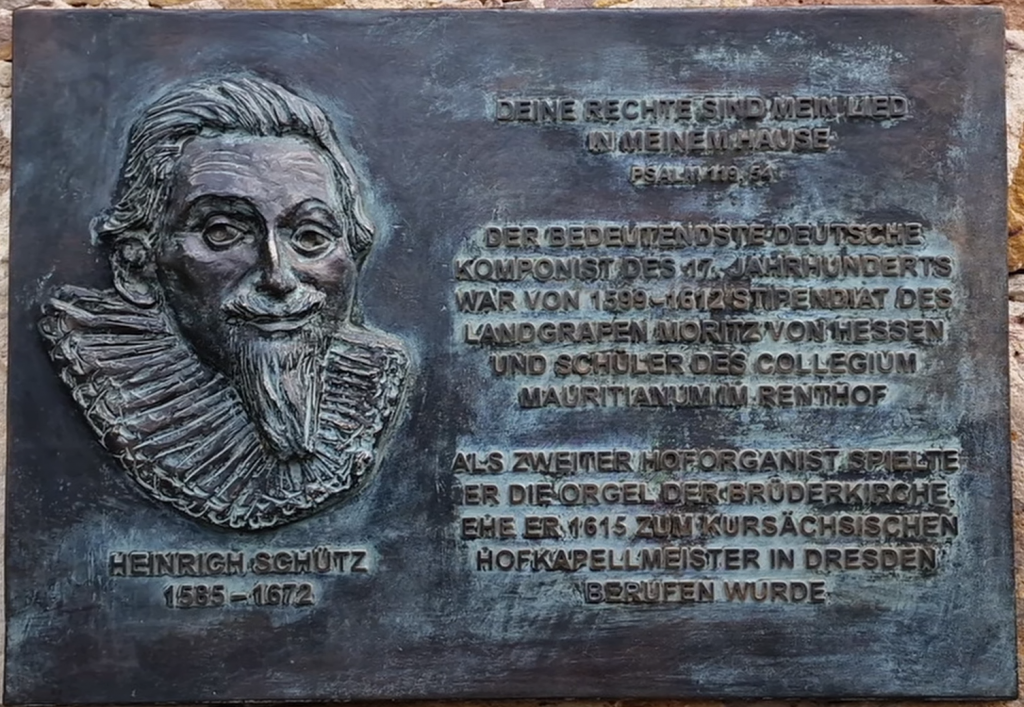 DEINE RECHTE SIND MEIN LIED
IN MEINEM HAUSE
PSALM 119, 54
DER BEDEUTENDSTE DEUTSCHE
KOMPONIST DES 17. JAHRHUNDERTS
WAR VON 1599-1612 STIPENDIAT DES
LANDGRAFEN MORITZ VON HESSEN
UND SCHÜLER DES COLLEGIUM
MAURITIANUM IM RENTHOF
ALS ZWEITER HOFORGANIST SPIELTE
ER DIE ORGEL DER BRÜDERKIRCHE,
EHE ER 1615 ZUM KURSÄCHSISCHEN
HOFKAPELLMEISTER IN DRESDEN
BERUFEN WURDE
HEINRICH SCHÜTZ
1585 – 1672